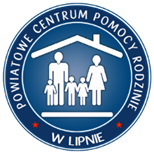 POWIATOWE CENTRUM POMOCY RODZINIE
W LIPNIE